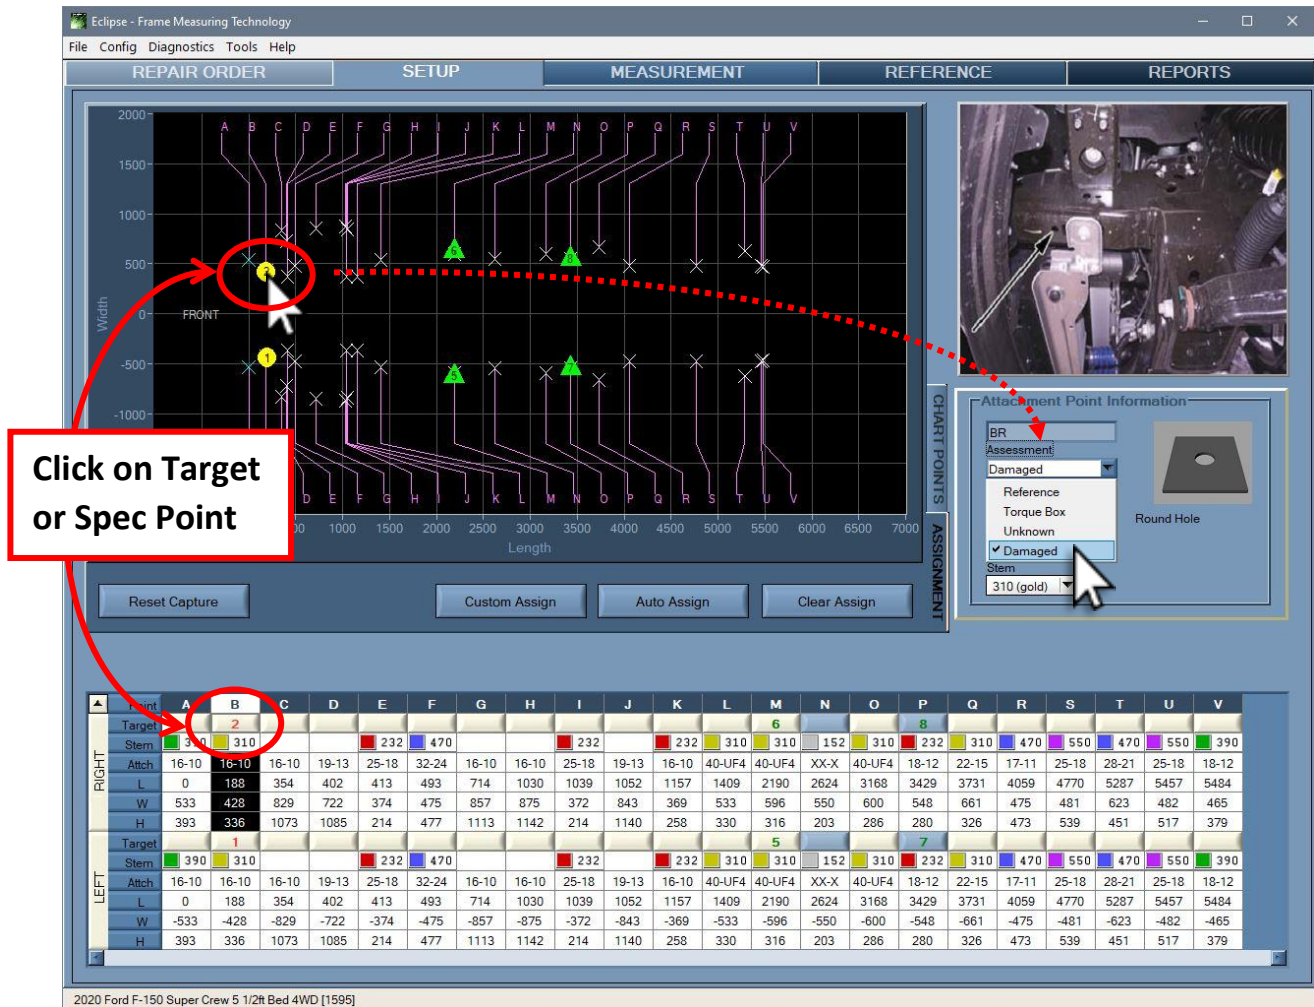 Eclipse - Frame Measuring Technology
File Config Diagnostics Tools Help
REPAIR ORDER SETUP MEASUREMENT REFERENCE REPORTS
2000
A B C D E F G H I J K L M N O P Q R S T U V
1500
1000
500
Width
0
FRONT
-500
-1000
2
6
8
1
5
7
D E F G H I J K L M N O P Q R S T U V
1000 1500 2000 2500 3000 3500 4000 4500 5000 5500 6000 6500 7000
Length
CHART POINTS
ASSIGNMENT
Click on Target
or Spec Point
Attachment Point Information
BR
Assessment
Damaged
Reference
Torque Box
Unknown
✔ Damaged
Stem
310 (gold)
Round Hole
Reset Capture Custom Assign Auto Assign Clear Assign
Point A B C D E F G H I J K L M N O P Q R S T U V
RIGHT
Target 2 6 8
Stem 390 310 232 470 232 232 310 310 152 310 232 310 470 550 470 550 390
Attch 16-10 16-10 16-10 19-13 25-18 32-24 16-10 16-10 25-18 19-13 16-10 40-UF4 40-UF4 XX-X 40-UF4 18-12 22-15 17-11 25-18 28-21 25-18 18-12
L 0 188 354 402 413 493 714 1030 1039 1052 1157 1409 2190 2624 3168 3429 3731 4059 4770 5287 5457 5484
W 533 428 829 722 374 475 857 875 372 843 369 533 596 550 600 548 661 475 481 623 482 465
H 393 336 1073 1085 214 477 1113 1142 214 1140 258 330 316 203 286 280 326 473 539 451 517 379
LEFT
Target 1 5 7
Stem 390 310 232 470 232 232 310 310 152 310 232 310 470 550 470 550 390
Attch 16-10 16-10 16-10 19-13 25-18 32-24 16-10 16-10 25-18 19-13 16-10 40-UF4 40-UF4 XX-X 40-UF4 18-12 22-15 17-11 25-18 28-21 25-18 18-12
L 0 188 354 402 413 493 714 1030 1039 1052 1157 1409 2190 2624 3168 3429 3731 4059 4770 5287 5457 5484
W -533 -428 -829 -722 -374 -475 -857 -875 -372 -843 -369 -533 -596 -550 -600 -548 -661 -475 -481 -623 -482 -465
H 393 336 1073 1085 214 477 1113 1142 214 1140 258 330 316 203 286 280 326 473 539 451 517 379
2020 Ford F-150 Super Crew 5 1/2ft Bed 4WD [1595]